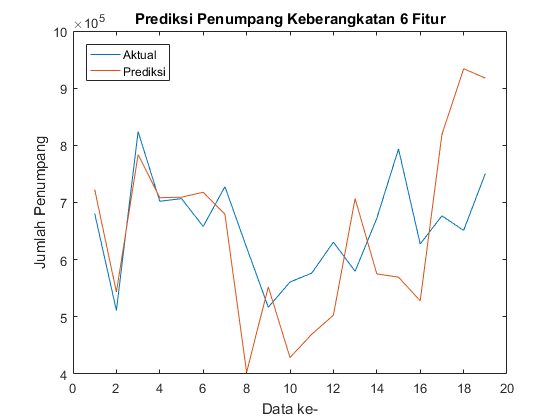 Prediksi Penumpang Keberangkatan 6 Fitur
×10^5
10
9
8
7
6
5
4
Jumlah Penumpang
Aktual
Prediksi
0 2 4 6 8 10 12 14 16 18 20
Data ke-